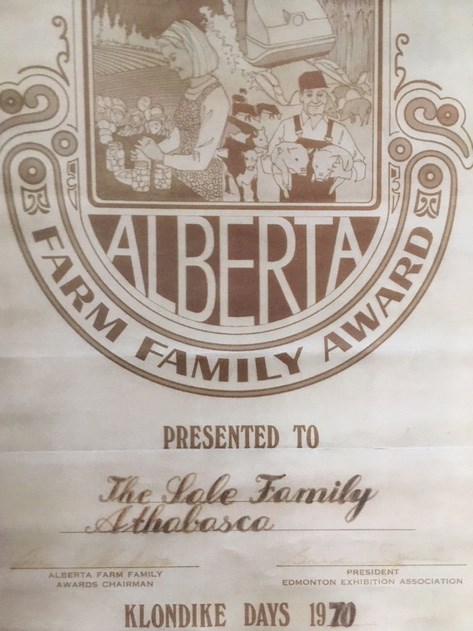 ALBERTA
FARM FAMILY AWARD
PRESENTED TO
The Sale Family
Athabasca
ALBERTA FARM FAMILY
AWARDS CHAIRMAN
PRESIDENT
EDMONTON EXHIBITION ASSOCIATION
KLONDIKE DAYS 1970